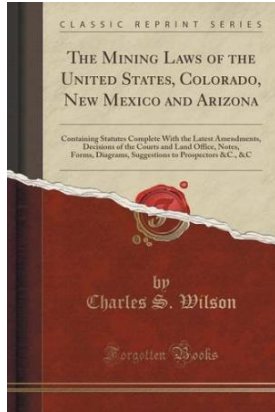 CLASSIC REPRINT SERIES
THE MINING LAWS OF THE
UNITED STATES, COLORADO,
NEW MEXICO AND ARIZONA
Containing Statutes Complete With the Latest Amendments,
Decisions of the Courts and Land Office, Notes,
Forms, Diagrams, Suggestions to Prospectors &C., &C
by
Charles S. Wilson
Forgotten Books